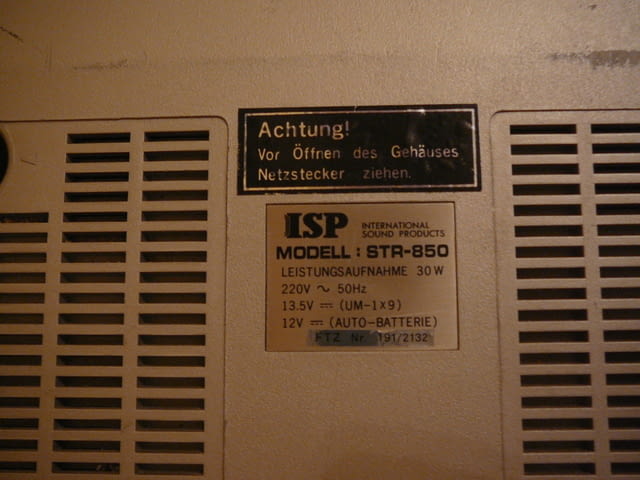 Achtung!
Vor Öffnen des Gehäuses
Netzstecker ziehen.
ISP INTERNATIONAL
SOUND PRODUCTS
MODELL : STR-850
LEISTUNGSAUFNAHME 30 W
220V ~ 50Hz
13.5V ⎓ (UM-1×9)
12V ⎓ (AUTO-BATTERIE)
FTZ Nr. 191/2132